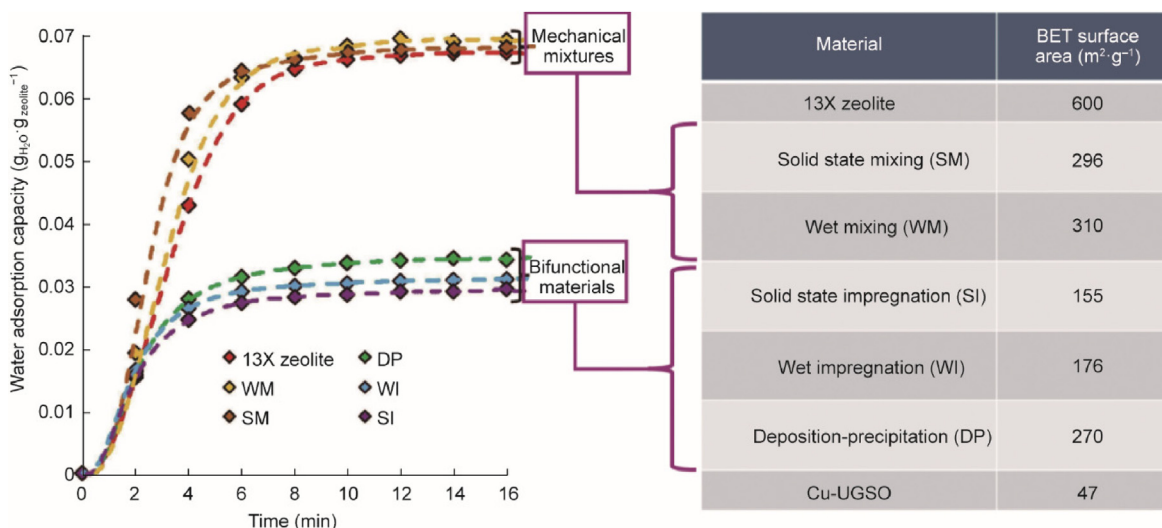 Water adsorption capacity (g_H₂O · g_zeolite⁻¹)
0.07
0.06
0.05
0.04
0.03
0.02
0.01
0
0 2 4 6 8 10 12 14 16
Time (min)
13X zeolite
WM
SM
DP
WI
SI
Mechanical
mixtures
Bifunctional
materials
Material
BET surface
area (m²·g⁻¹)
13X zeolite 600
Solid state mixing (SM) 296
Wet mixing (WM) 310
Solid state impregnation (SI) 155
Wet impregnation (WI) 176
Deposition-precipitation (DP) 270
Cu-UGSO 47